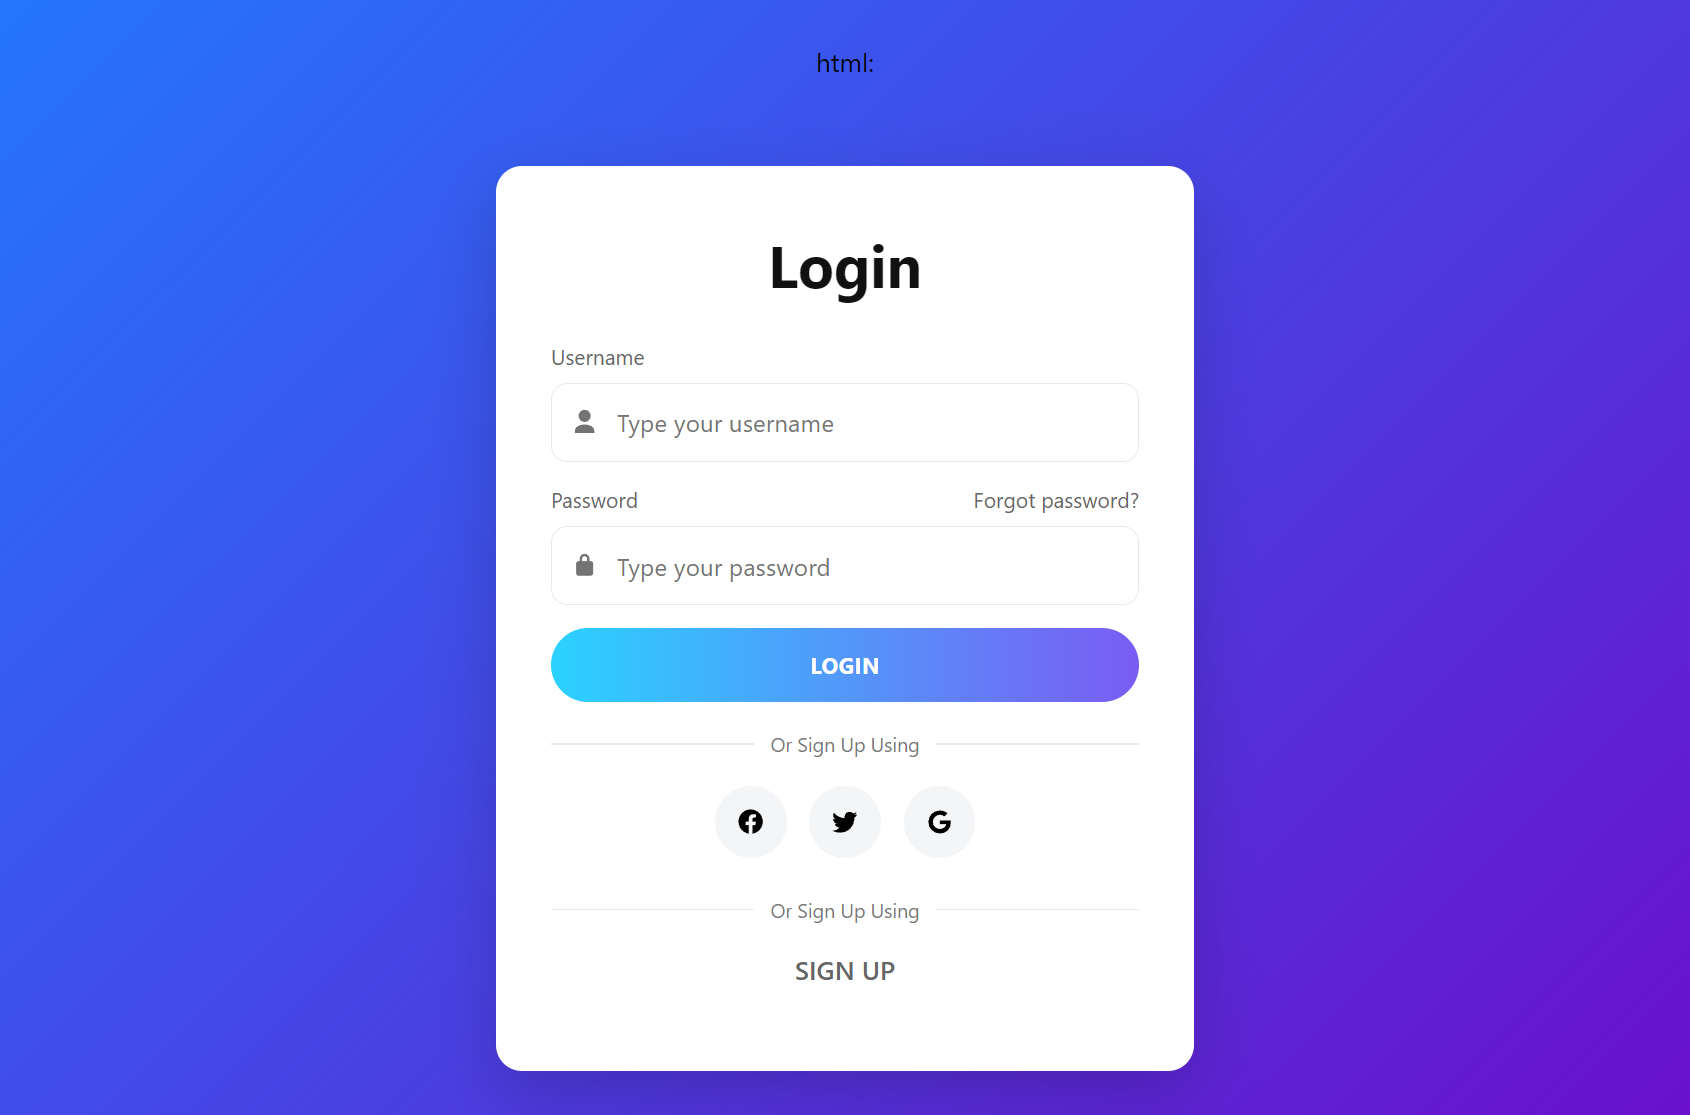 html:
Login
Username
Type your username
Password Forgot password?
Type your password
LOGIN
Or Sign Up Using
Or Sign Up Using
SIGN UP